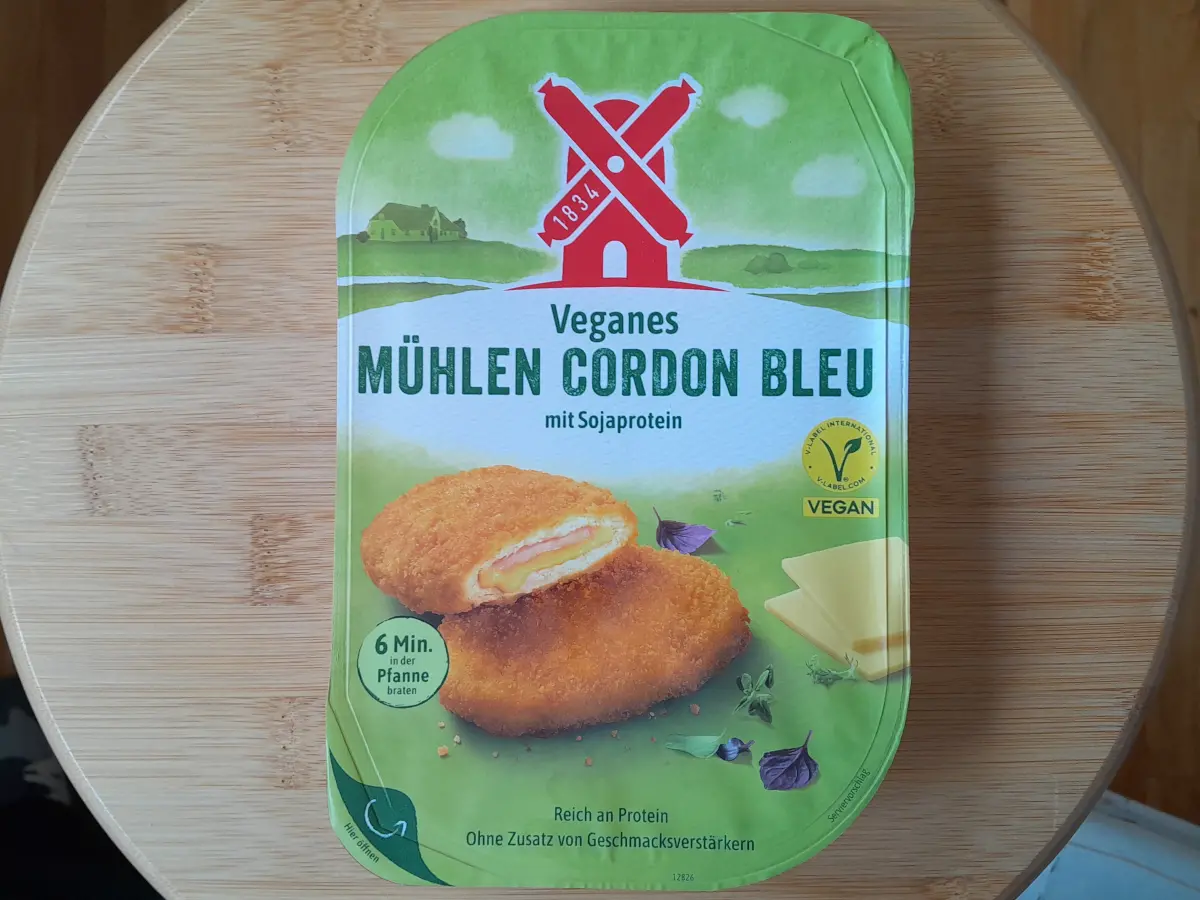 1834
Veganes
MÜHLEN CORDON BLEU
mit Sojaprotein
V-LABEL INTERNATIONAL
V-LABEL.COM
VEGAN
6 Min.
in der
Pfanne
braten
Reich an Protein
Ohne Zusatz von Geschmacksverstärkern
Serviervorschlag
Hier öffnen
12826